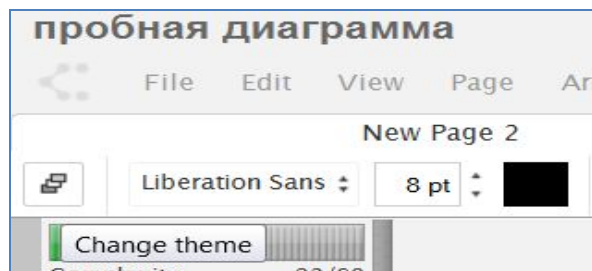 пробная диаграмма
File Edit View Page
New Page 2
Liberation Sans 8 pt
Change theme